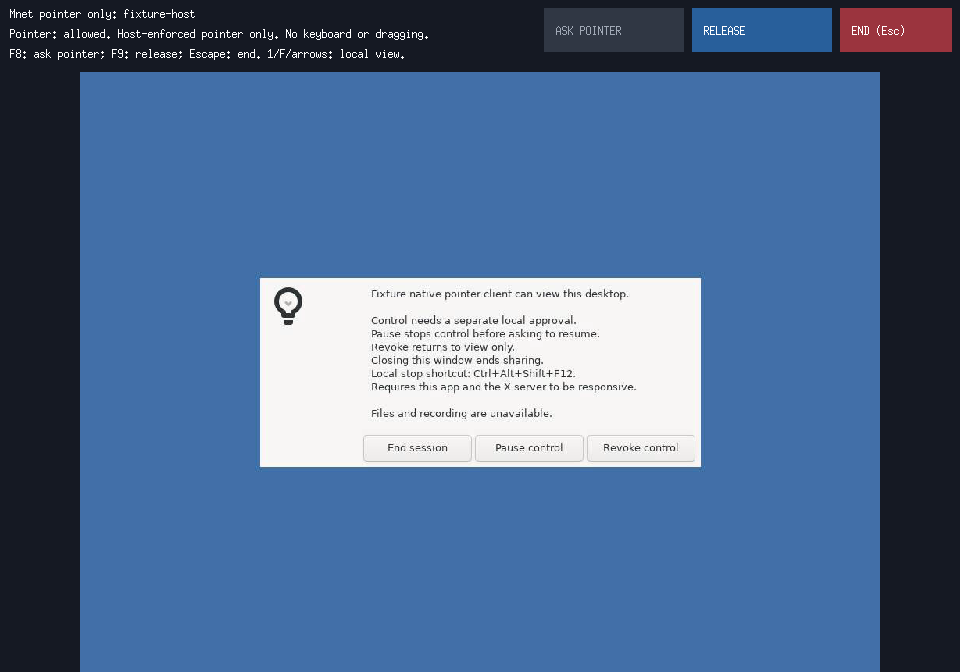 Mnet pointer only: fixture-host
Pointer: allowed. Host-enforced pointer only. No keyboard or dragging.
F8: ask pointer; F9: release; Escape: end. 1/F/arrows: local view.
ASK POINTER
RELEASE
END (Esc)
Fixture native pointer client can view this desktop.
Control needs a separate local approval.
Pause stops control before asking to resume.
Revoke returns to view only.
Closing this window ends sharing.
Local stop shortcut: Ctrl+Alt+Shift+F12.
Requires this app and the X server to be responsive.
Files and recording are unavailable.
End session
Pause control
Revoke control